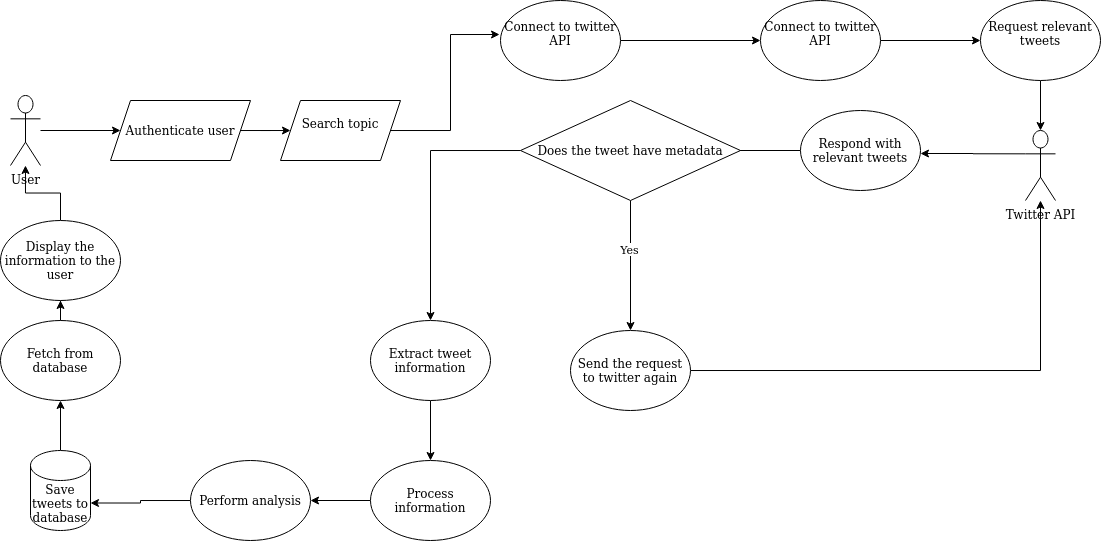 Connect to twitter
API
Connect to twitter
API
Request relevant
tweets
Authenticate user
Search topic
Does the tweet have metadata
Respond with
relevant tweets
User
Twitter API
Display the
information to the
user
Yes
Fetch from
database
Extract tweet
information
Send the request
to twitter again
Save
tweets to
database
Perform analysis
Process
information